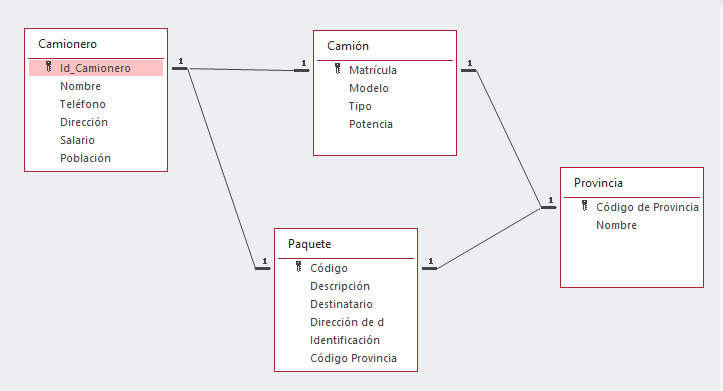 Camionero
Id_Camionero
Nombre
Teléfono
Dirección
Salario
Población
1
1
Camión
Matrícula
Modelo
Tipo
Potencia
1
Provincia
Código de Provincia
Nombre
1
1
Paquete
Código
Descripción
Destinatario
Dirección de d
Identificación
Código Provincia
1